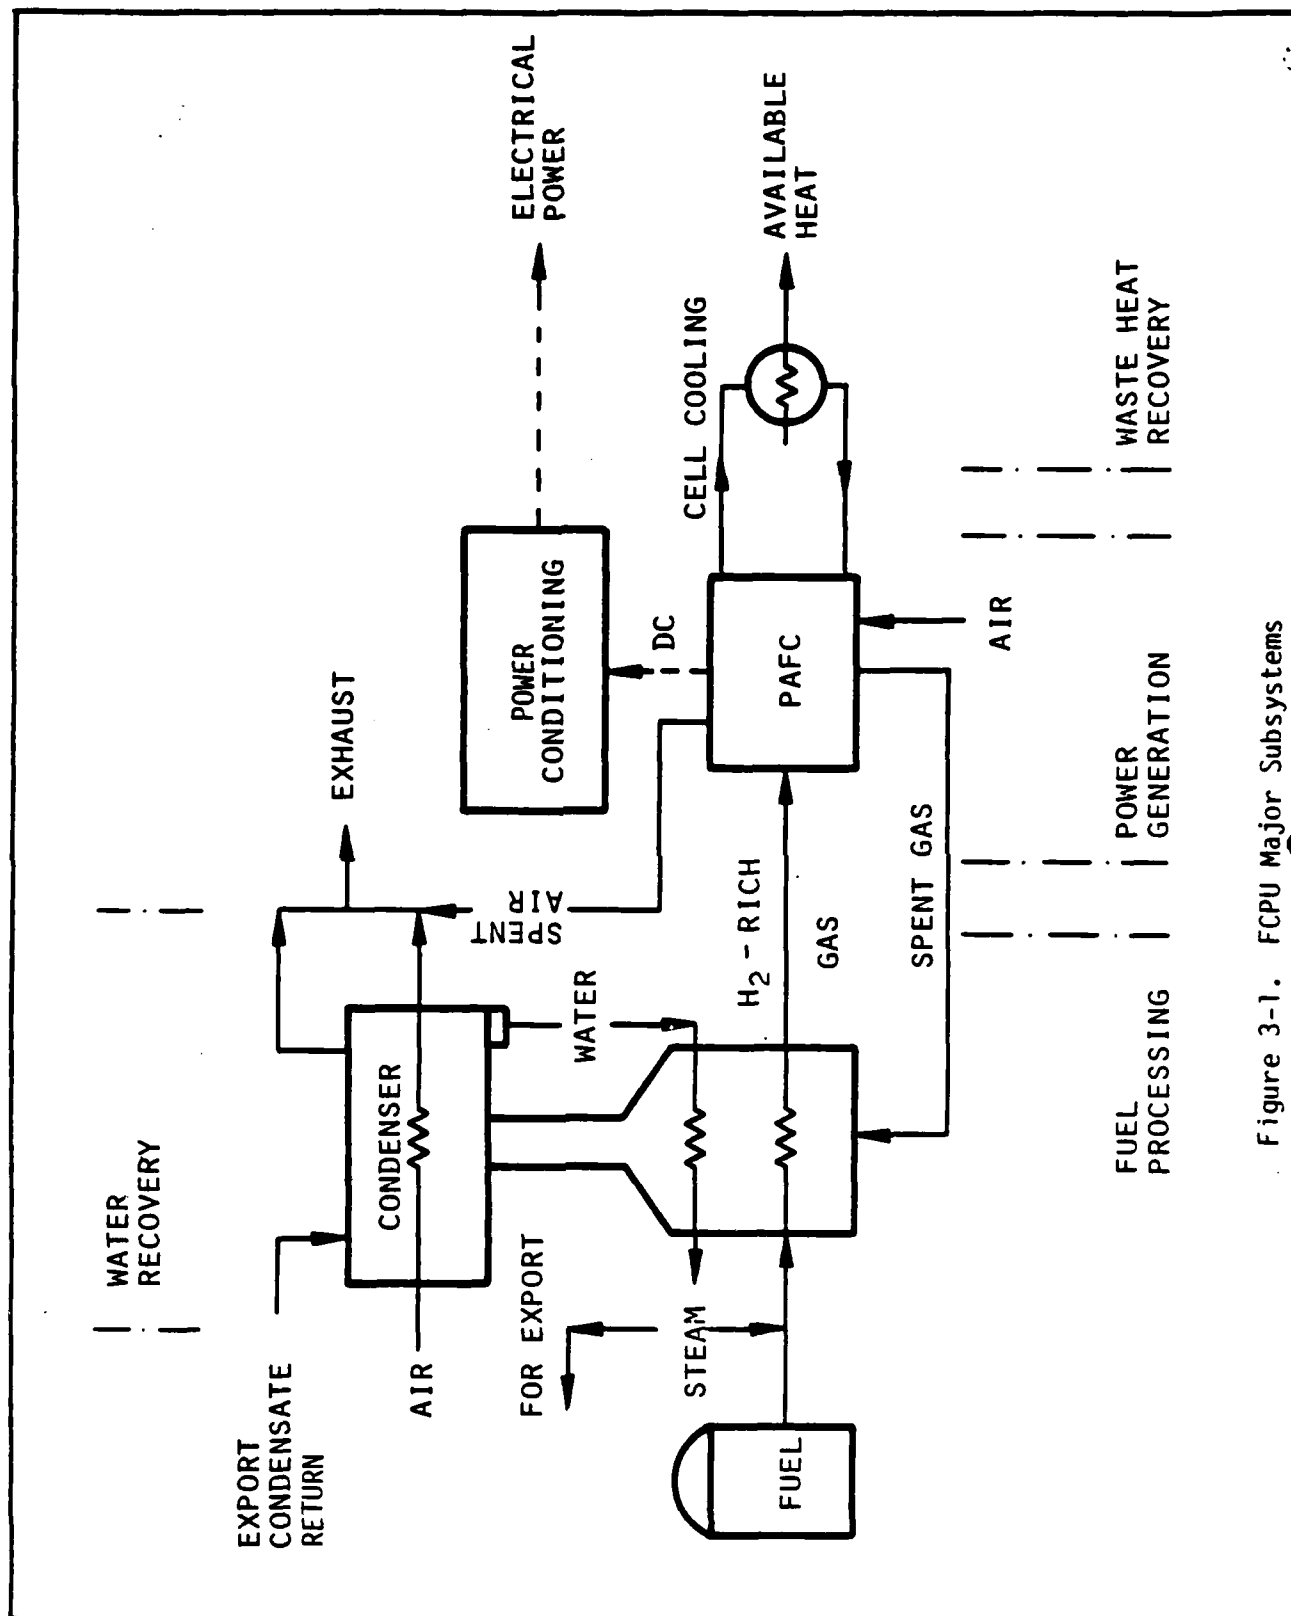 WATER
RECOVERY
EXPORT
CONDENSATE
RETURN
CONDENSER
AIR
EXHAUST
SPENT
AIR
WATER
POWER
CONDITIONING
ELECTRICAL
POWER
FOR EXPORT
STEAM
DC
CELL COOLING
AVAILABLE
HEAT
FUEL
H2-RICH
GAS
PAFC
AIR
SPENT GAS
FUEL
PROCESSING
POWER
GENERATION
WASTE HEAT
RECOVERY
Figure 3-1. FCPU Major Subsystems